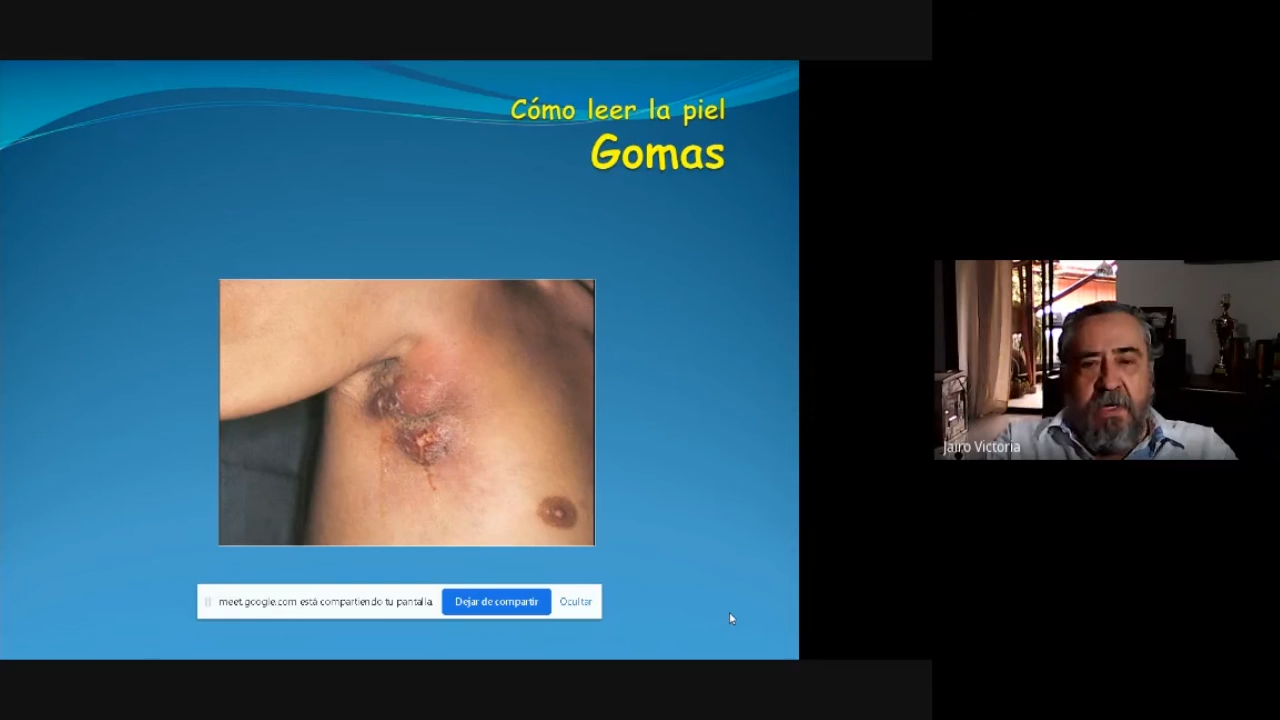 Cómo leer la piel
Gomas
meet.google.com está compartiendo tu pantalla.
Dejar de compartir
Ocultar
Jairo Victoria